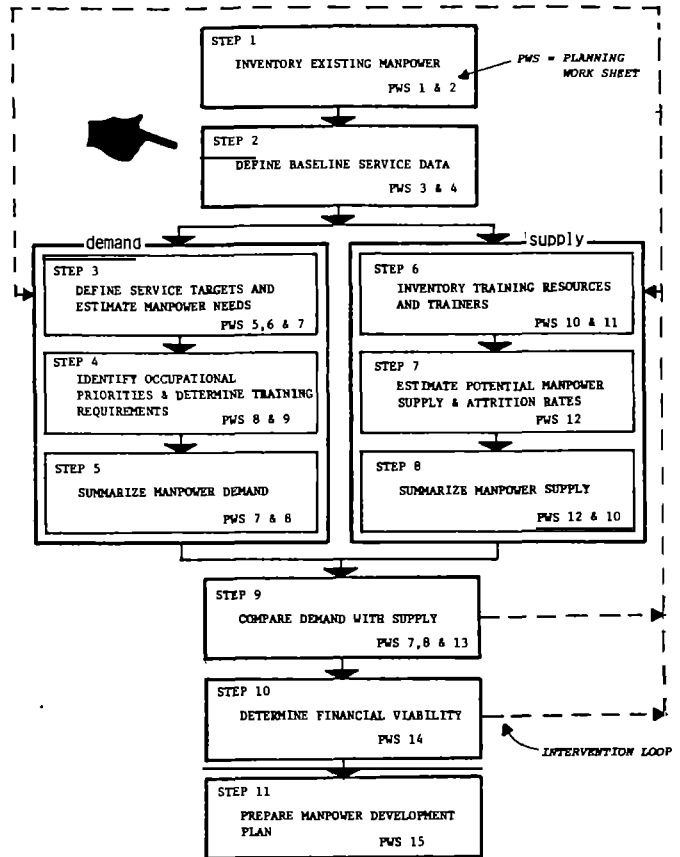 STEP 1
INVENTORY EXISTING MANPOWER
PWS 1 & 2
PWS = PLANNING
WORK SHEET
STEP 2
DEFINE BASELINE SERVICE DATA
PWS 3 & 4
demand
STEP 3
DEFINE SERVICE TARGETS AND
ESTIMATE MANPOWER NEEDS
PWS 5,6 & 7
STEP 4
IDENTIFY OCCUPATIONAL
PRIORITIES & DETERMINE TRAINING
REQUIREMENTS
PWS 8 & 9
STEP 5
SUMMARIZE MANPOWER DEMAND
PWS 7 & 8
supply
STEP 6
INVENTORY TRAINING RESOURCES
AND TRAINERS
PWS 10 & 11
STEP 7
ESTIMATE POTENTIAL MANPOWER
SUPPLY & ATTRITION RATES
PWS 12
STEP 8
SUMMARIZE MANPOWER SUPPLY
PWS 12 & 10
STEP 9
COMPARE DEMAND WITH SUPPLY
PWS 7,8 & 13
STEP 10
DETERMINE FINANCIAL VIABILITY
PWS 14
INTERVENTION LOOP
STEP 11
PREPARE MANPOWER DEVELOPMENT
PLAN
PWS 15